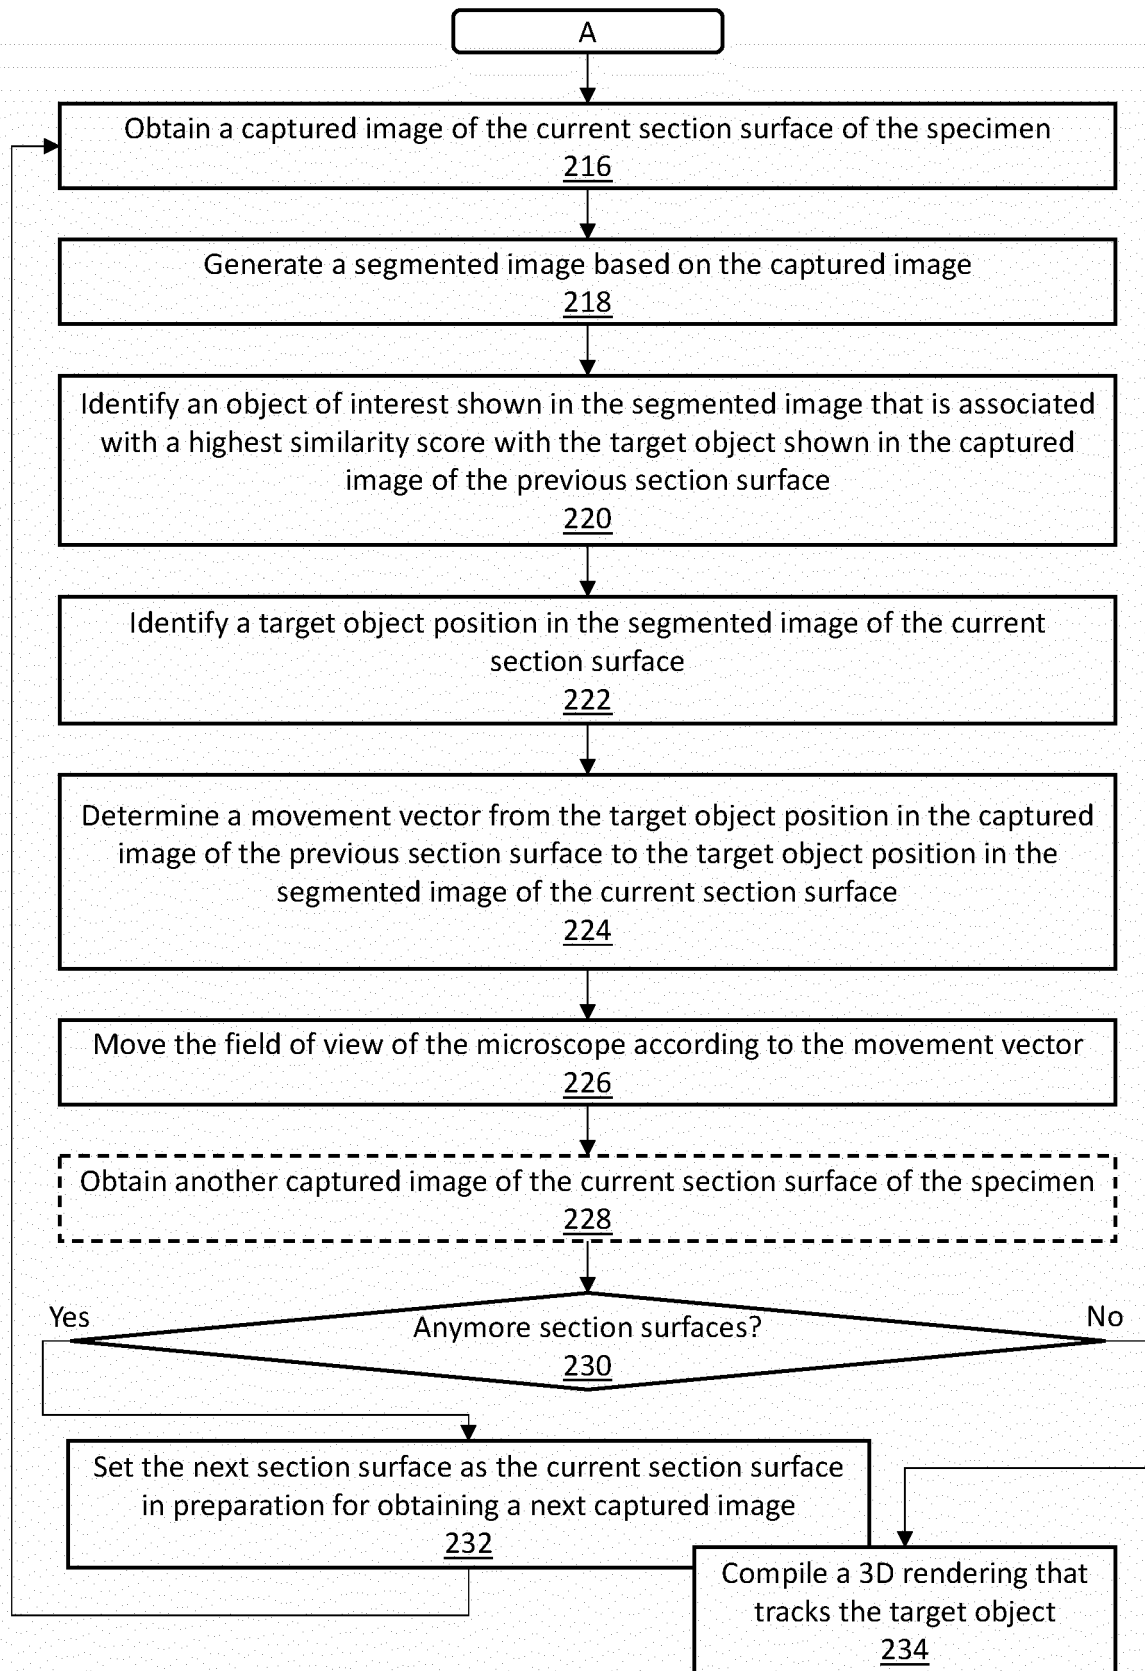 A
Obtain a captured image of the current section surface of the specimen
216
Generate a segmented image based on the captured image
218
Identify an object of interest shown in the segmented image that is associated
with a highest similarity score with the target object shown in the captured
image of the previous section surface
220
Identify a target object position in the segmented image of the current
section surface
222
Determine a movement vector from the target object position in the captured
image of the previous section surface to the target object position in the
segmented image of the current section surface
224
Move the field of view of the microscope according to the movement vector
226
Obtain another captured image of the current section surface of the specimen
228
Yes
No
Anymore section surfaces?
230
Set the next section surface as the current section surface
in preparation for obtaining a next captured image
232
Compile a 3D rendering that
tracks the target object
234